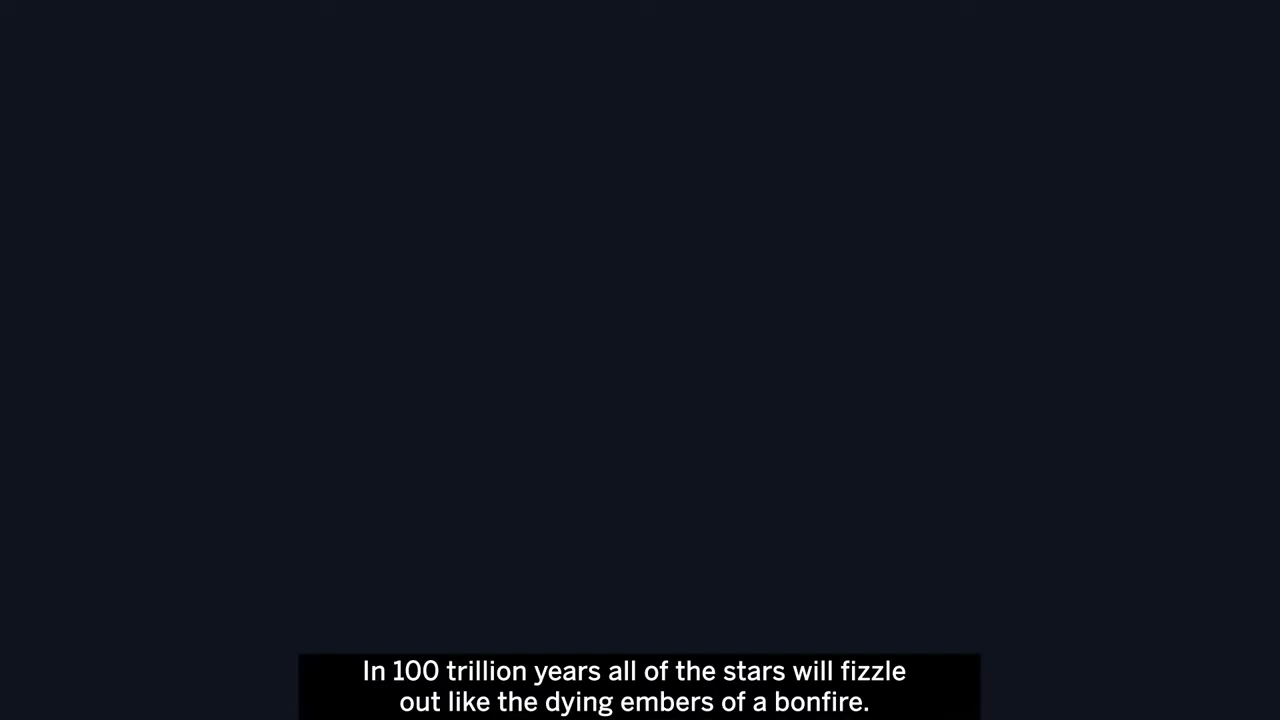 In 100 trillion years all of the stars will fizzle
out like the dying embers of a bonfire.